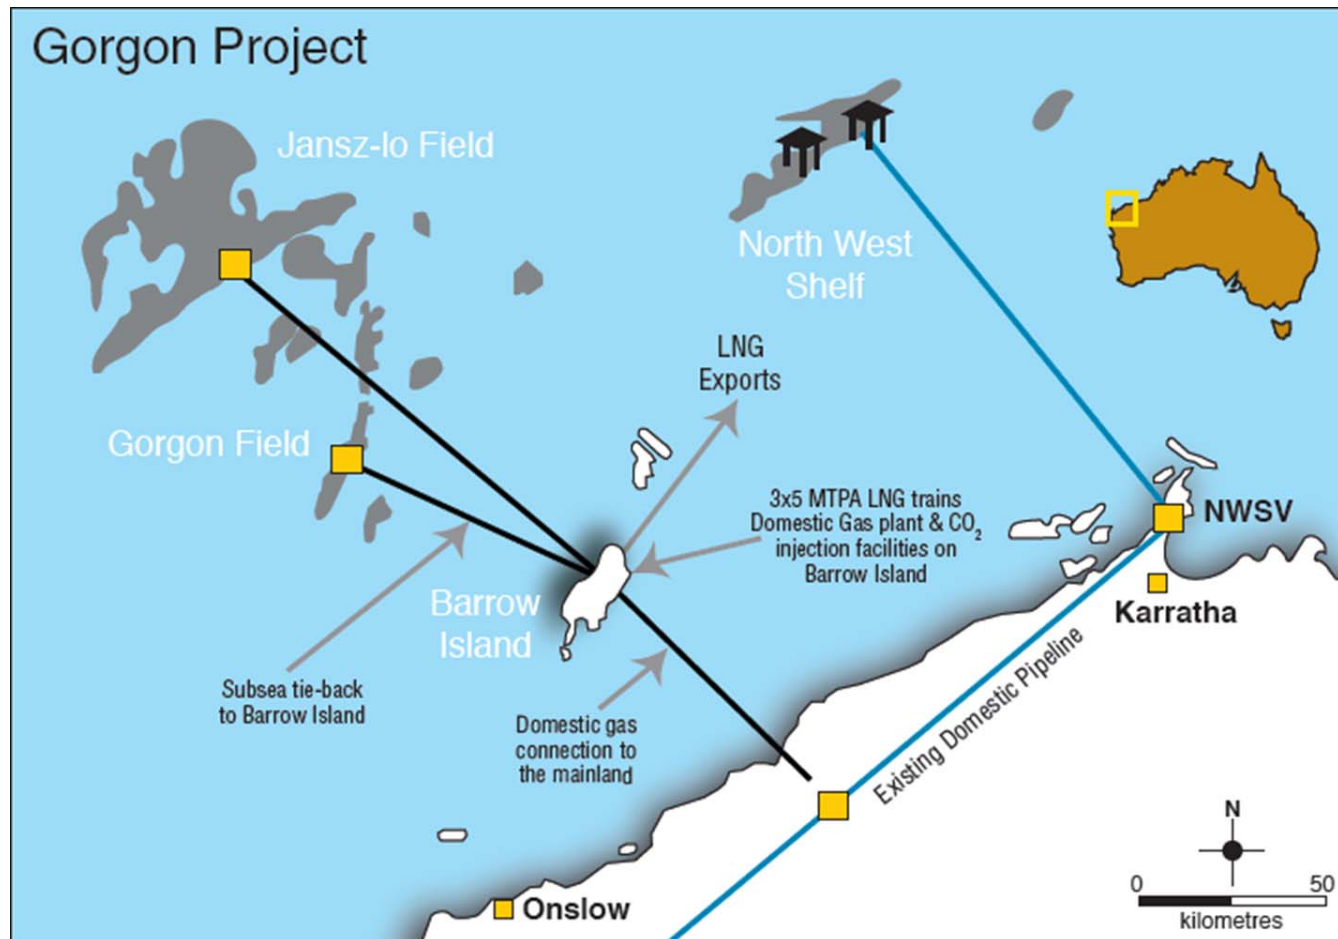 Gorgon Project
Jansz-Io Field
North West
Shelf
LNG
Exports
Gorgon Field
3x5 MTPA LNG trains
Domestic Gas plant & CO₂
injection facilities on
Barrow Island
NWSV
Karratha
Barrow
Island
Subsea tie-back
to Barrow Island
Domestic gas
connection to
the mainland
Existing Domestic Pipeline
Onslow
N
0 50
kilometres